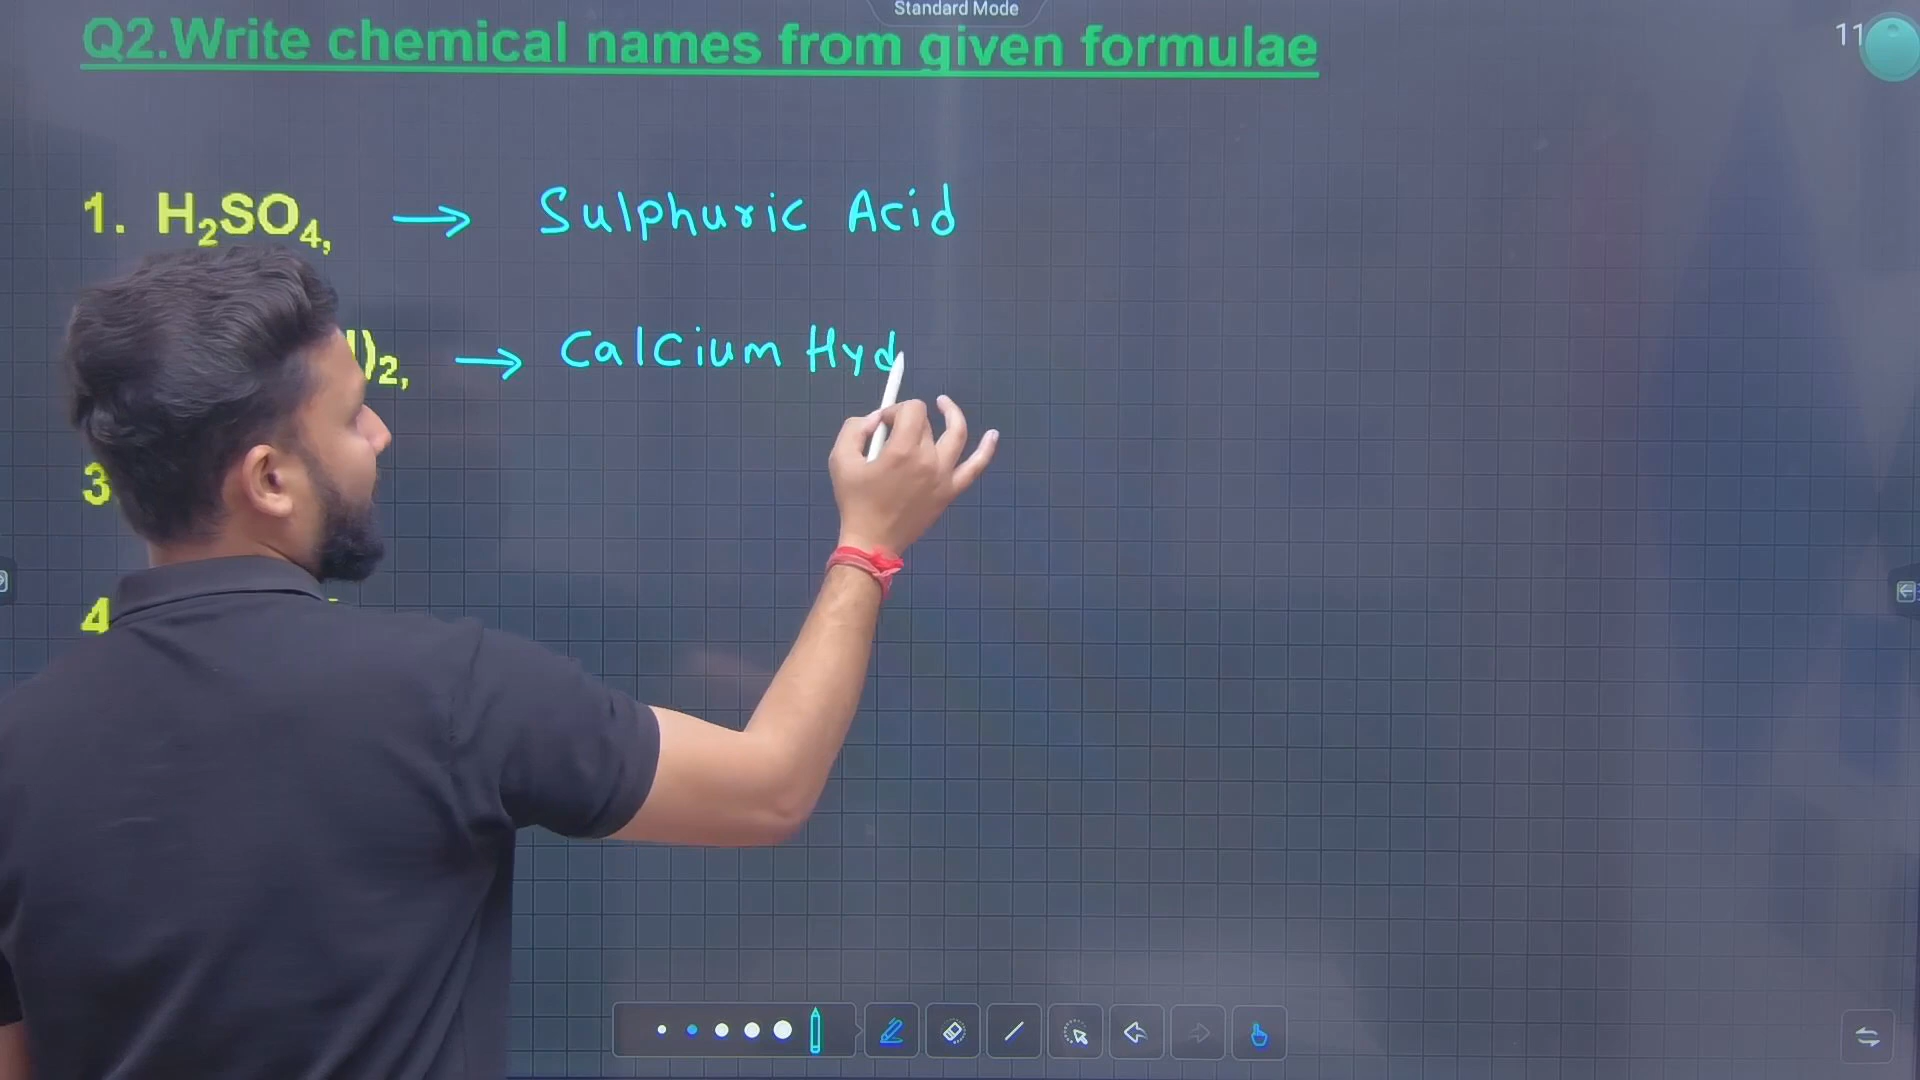 Standard Mode
11
Q2.Write chemical names from given formulae
1. H₂SO₄, → Sulphuric Acid
)₂, → Calcium Hyd
3
4